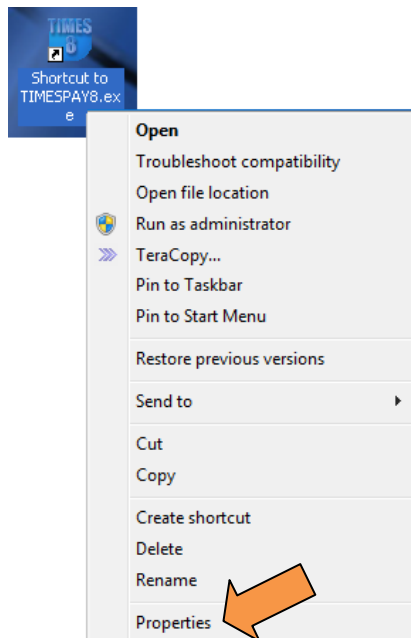 TIMES
8
Shortcut to
TIMESPAY8.ex
e
Open
Troubleshoot compatibility
Open file location
Run as administrator
TeraCopy...
Pin to Taskbar
Pin to Start Menu
Restore previous versions
Send to
Cut
Copy
Create shortcut
Delete
Rename
Properties